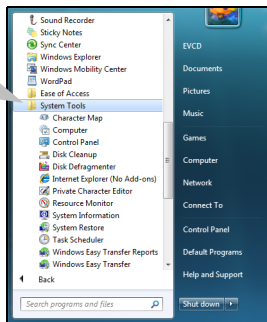 Sound Recorder
Sticky Notes
Sync Center
Windows Explorer
Windows Mobility Center
WordPad
Ease of Access
System Tools
Character Map
Computer
Control Panel
Disk Cleanup
Disk Defragmenter
Internet Explorer (No Add-ons)
Private Character Editor
Resource Monitor
System Information
System Restore
Task Scheduler
Windows Easy Transfer Reports
Windows Easy Transfer
Back
Search programs and files
EVCD
Documents
Pictures
Music
Games
Computer
Network
Connect To
Control Panel
Default Programs
Help and Support
Shut down